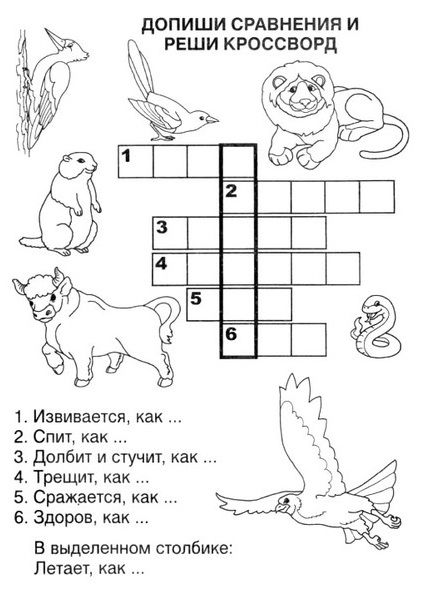 ДОПИШИ СРАВНЕНИЯ И
РЕШИ КРОССВОРД
1
2
3
4
5
6
1. Извивается, как ...
2. Спит, как ...
3. Долбит и стучит, как ...
4. Трещит, как ...
5. Сражается, как ...
6. Здоров, как ...
В выделенном столбике:
Летает, как ...